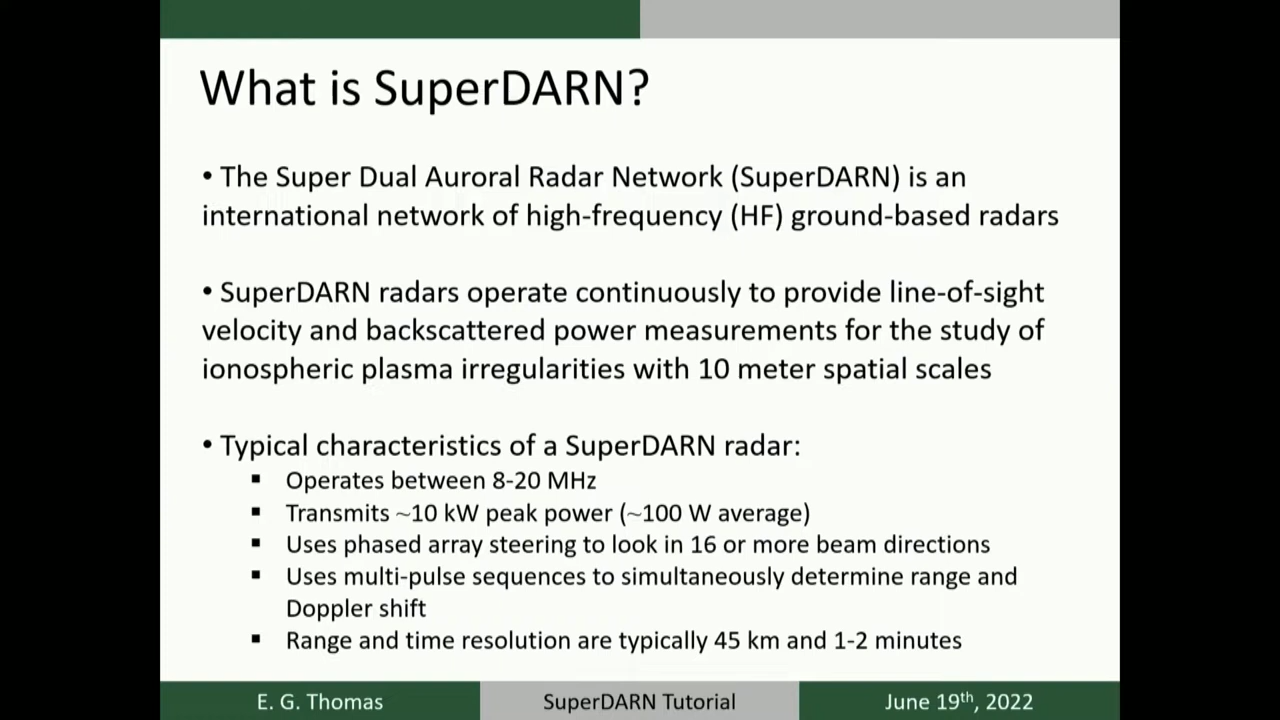 What is SuperDARN?
• The Super Dual Auroral Radar Network (SuperDARN) is an
international network of high-frequency (HF) ground-based radars
• SuperDARN radars operate continuously to provide line-of-sight
velocity and backscattered power measurements for the study of
ionospheric plasma irregularities with 10 meter spatial scales
• Typical characteristics of a SuperDARN radar:
▪ Operates between 8-20 MHz
▪ Transmits ~10 kW peak power (~100 W average)
▪ Uses phased array steering to look in 16 or more beam directions
▪ Uses multi-pulse sequences to simultaneously determine range and
Doppler shift
▪ Range and time resolution are typically 45 km and 1-2 minutes
E. G. Thomas
SuperDARN Tutorial
June 19th, 2022